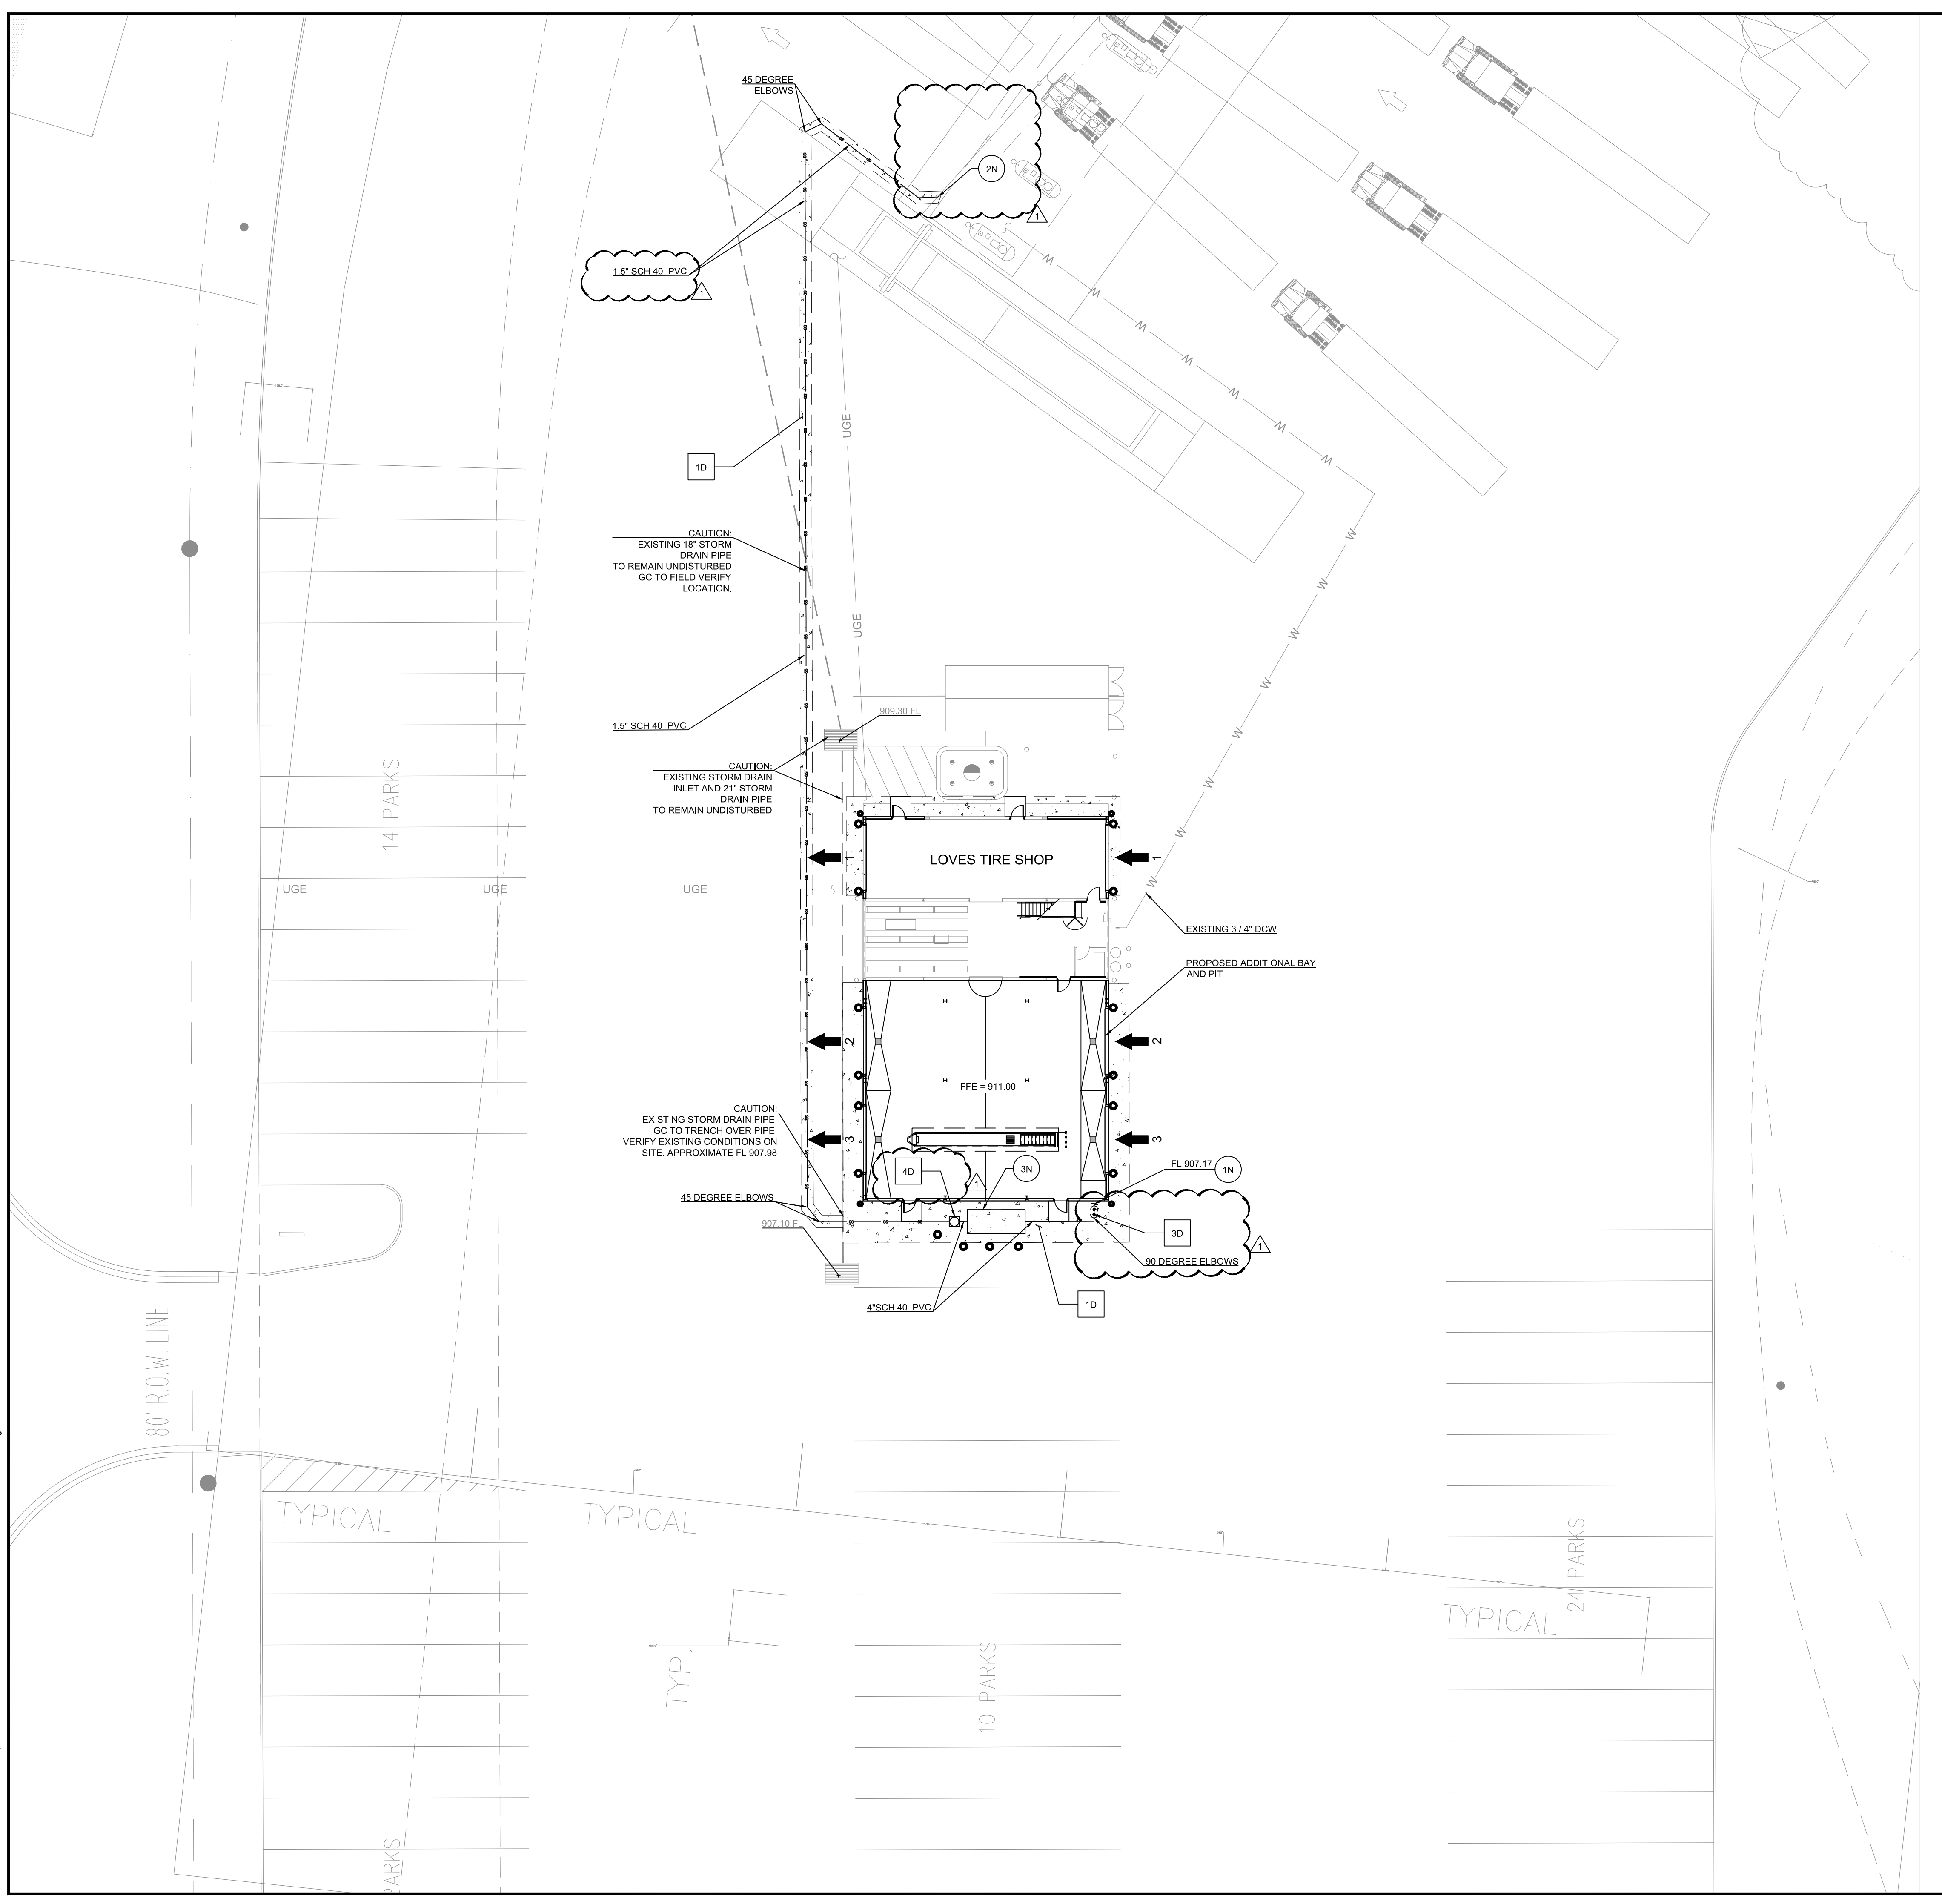 45 DEGREE
ELBOWS
2N
1
1.5" SCH 40 PVC
1
W
W
W
W
W
W
W
UGE
1D
CAUTION:
EXISTING 18" STORM
DRAIN PIPE
TO REMAIN UNDISTURBED
GC TO FIELD VERIFY
LOCATION.
W
W
W
W
W
W
W
W
UGE
1.5" SCH 40 PVC
909.30 FL
14 PARKS
CAUTION:
EXISTING STORM DRAIN
INLET AND 21" STORM
DRAIN PIPE
TO REMAIN UNDISTURBED
1
LOVES TIRE SHOP
1
UGE
UGE
UGE
EXISTING 3 / 4" DCW
PROPOSED ADDITIONAL BAY
AND PIT
2
2
FFE = 911.00
CAUTION:
EXISTING STORM DRAIN PIPE.
GC TO TRENCH OVER PIPE.
VERIFY EXISTING CONDITIONS ON
SITE. APPROXIMATE FL 907.98
3
3
4D
3N
1
FL 907.17
1N
45 DEGREE ELBOWS
907.10 FL
3D
90 DEGREE ELBOWS
1
4"SCH 40 PVC
1D
80' R.O.W. LINE
TYPICAL
TYPICAL
TYPICAL
24 PARKS
TYP.
10 PARKS
PARKS